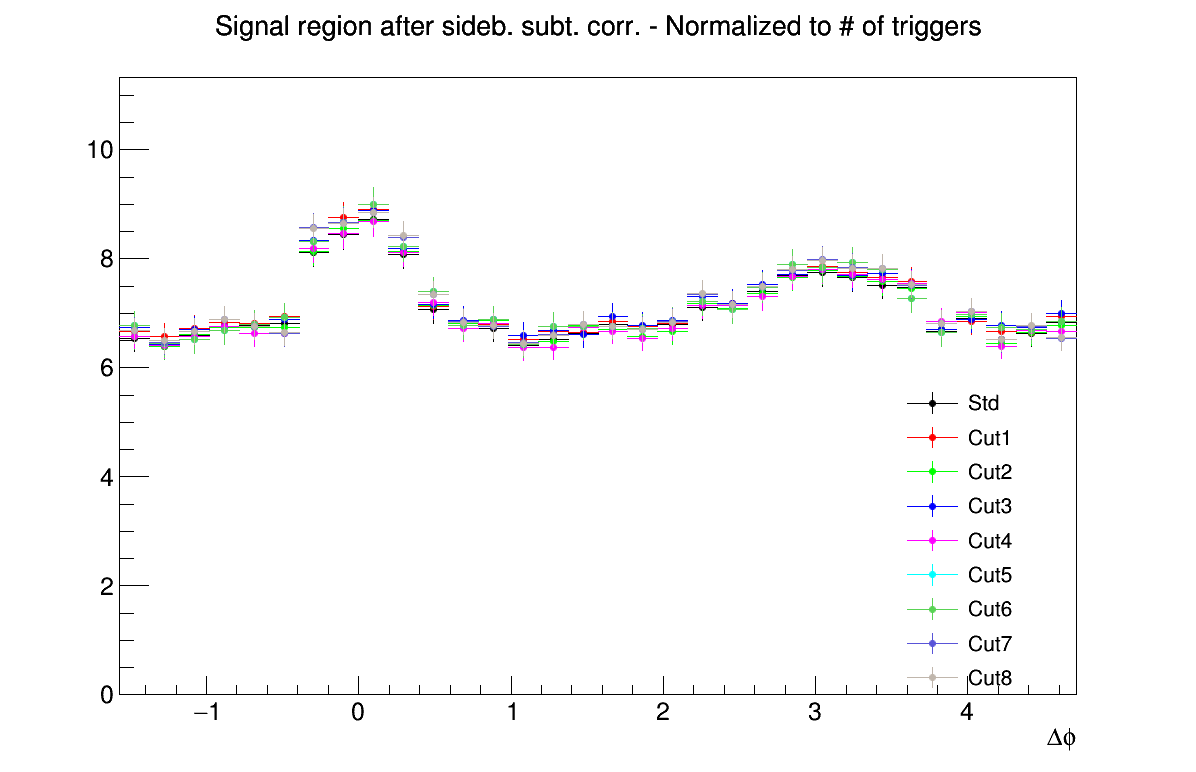 Signal region after sideb. subt. corr. - Normalized to # of triggers
10
8
6
4
2
0
−1
0
1
2
3
4
Δϕ
Std
Cut1
Cut2
Cut3
Cut4
Cut5
Cut6
Cut7
Cut8